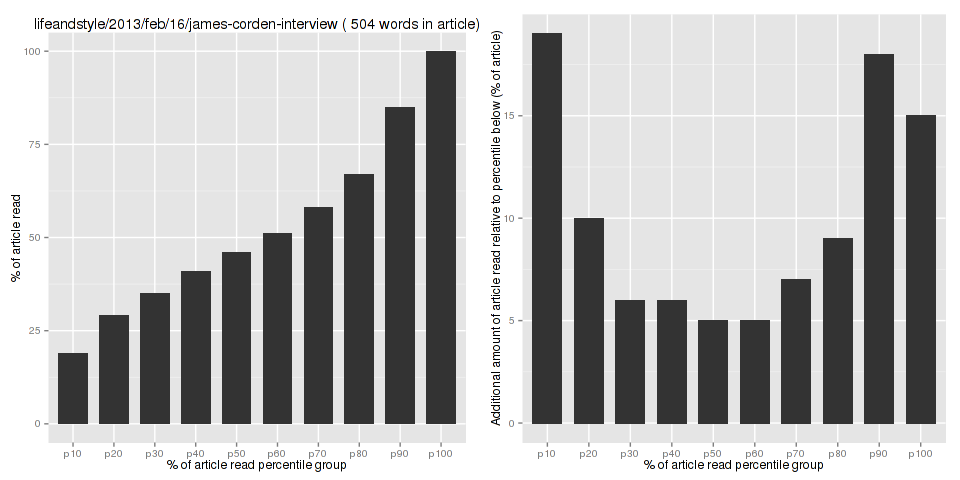 lifeandstyle/2013/feb/16/james-corden-interview ( 504 words in article)
% of article read
100
75
50
25
0
p10 p20 p30 p40 p50 p60 p70 p80 p90 p100
% of article read percentile group
Additional amount of article read relative to percentile below (% of article)
15
10
5
0
p10 p20 p30 p40 p50 p60 p70 p80 p90 p100
% of article read percentile group